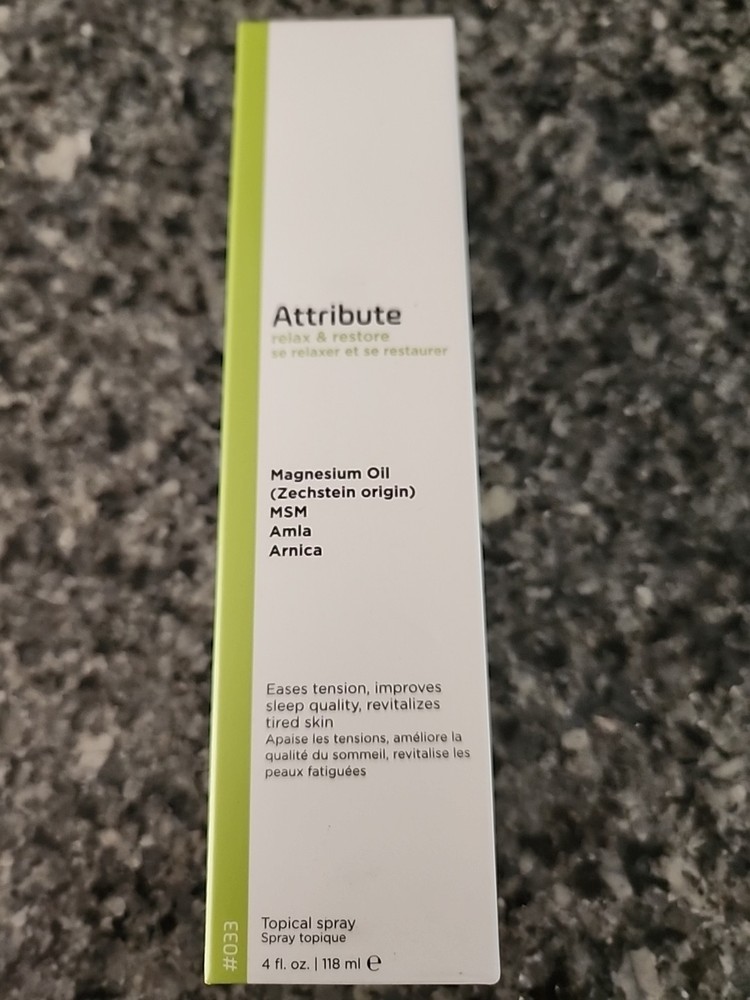 Attribute
relax & restore
se relaxer et se restaurer
Magnesium Oil
(Zechstein origin)
MSM
Amla
Arnica
Eases tension, improves
sleep quality, revitalizes
tired skin
Apaise les tensions, améliore la
qualité du sommeil, revitalise les
peaux fatiguées
#033
Topical spray
Spray topique
4 fl. oz. | 118 ml ℮